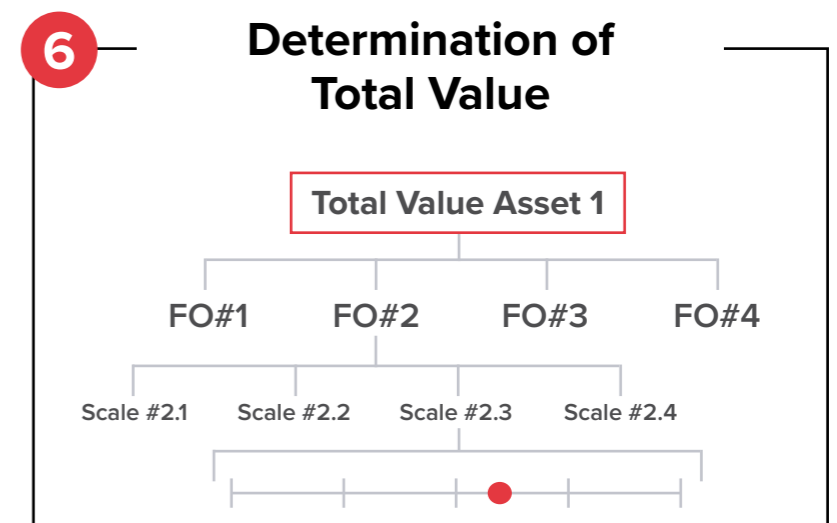 6
Determination of
Total Value
Total Value Asset 1
FO#1 FO#2 FO#3 FO#4
Scale #2.1 Scale #2.2 Scale #2.3 Scale #2.4